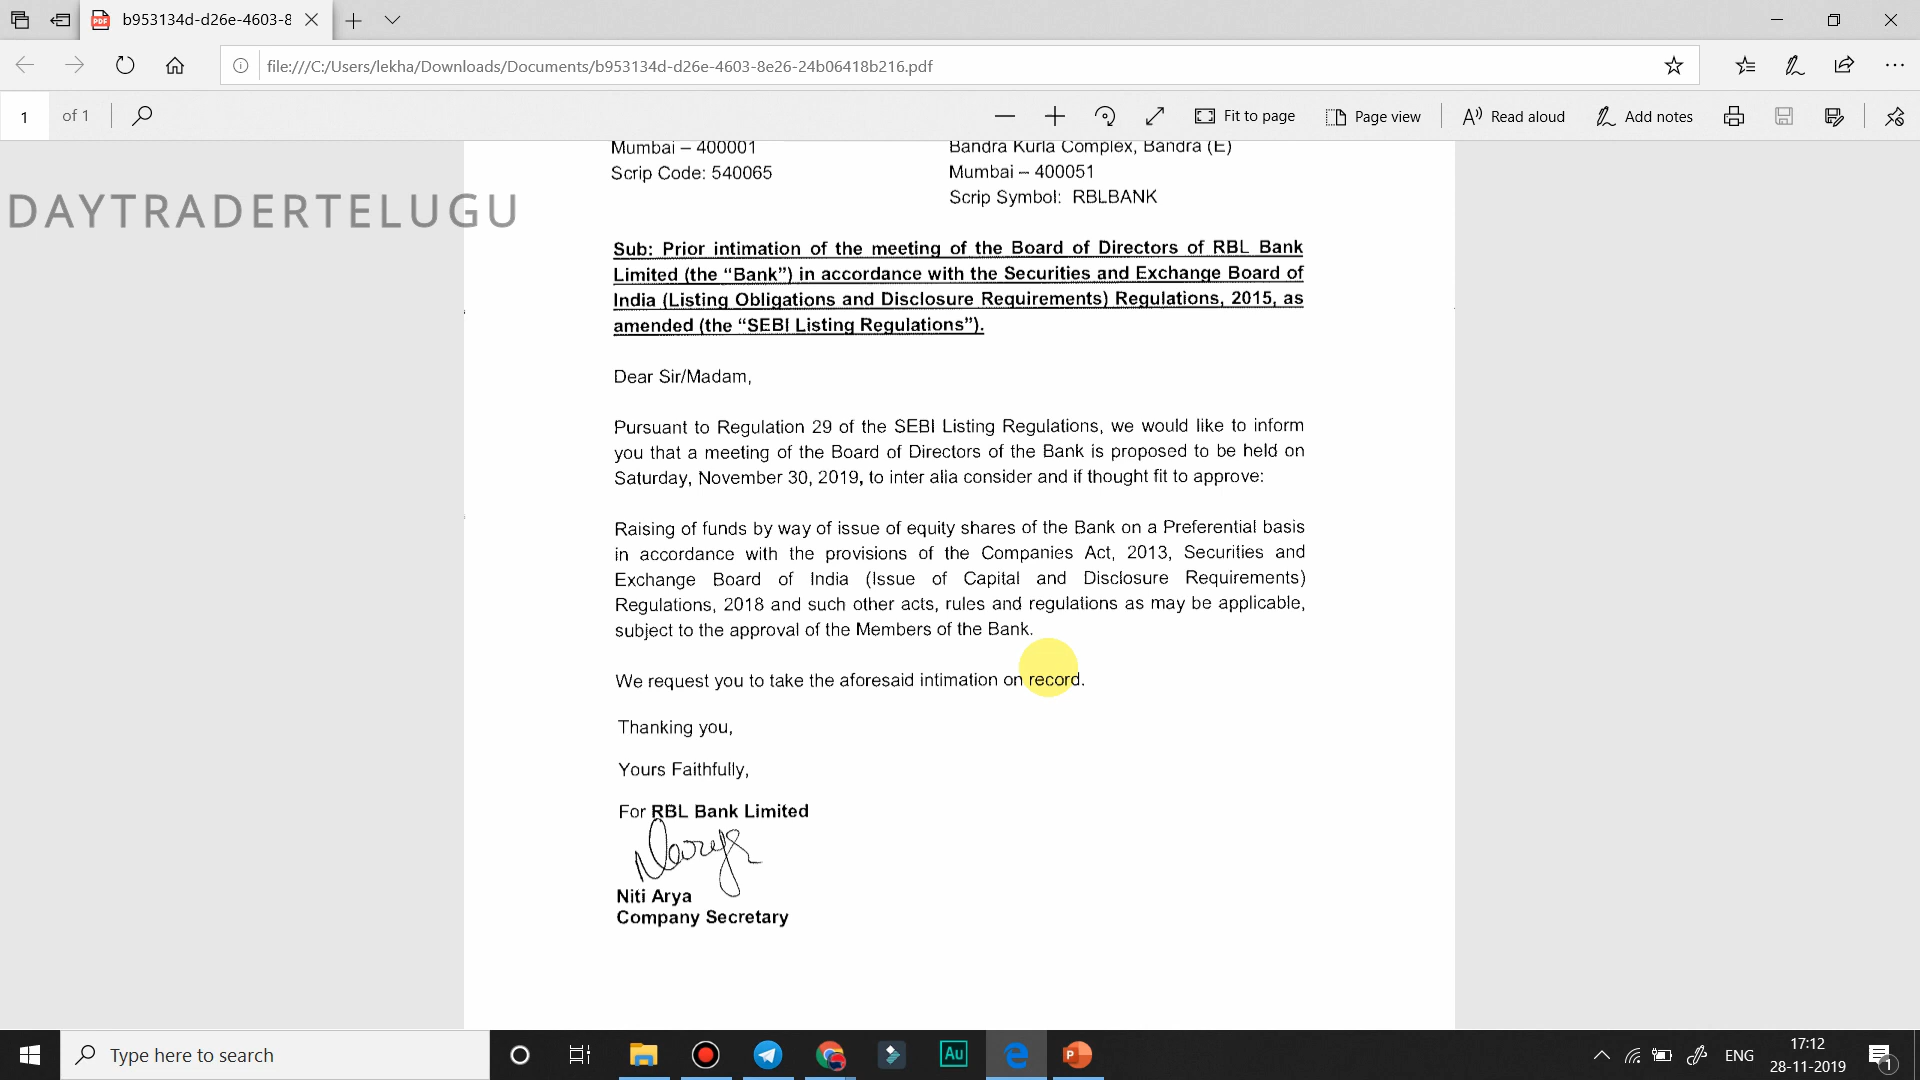 b953134d-d26e-4603-8
file:///C:/Users/lekha/Downloads/Documents/b953134d-d26e-4603-8e26-24b06418b216.pdf
1 of 1
Fit to page
Page view
Read aloud
Add notes
DAYTRADERTELUGU
Mumbai – 400001
Scrip Code: 540065
Bandra Kurla Complex, Bandra (E)
Mumbai – 400051
Scrip Symbol: RBLBANK
Sub: Prior intimation of the meeting of the Board of Directors of RBL Bank
Limited (the “Bank”) in accordance with the Securities and Exchange Board of
India (Listing Obligations and Disclosure Requirements) Regulations, 2015, as
amended (the “SEBI Listing Regulations”).
Dear Sir/Madam,
Pursuant to Regulation 29 of the SEBI Listing Regulations, we would like to inform
you that a meeting of the Board of Directors of the Bank is proposed to be held on
Saturday, November 30, 2019, to inter alia consider and if thought fit to approve:
Raising of funds by way of issue of equity shares of the Bank on a Preferential basis
in accordance with the provisions of the Companies Act, 2013, Securities and
Exchange Board of India (Issue of Capital and Disclosure Requirements)
Regulations, 2018 and such other acts, rules and regulations as may be applicable,
subject to the approval of the Members of the Bank.
We request you to take the aforesaid intimation on record.
Thanking you,
Yours Faithfully,
For RBL Bank Limited
Niti Arya
Company Secretary
Type here to search
Au
ENG
17:12
28-11-2019
1